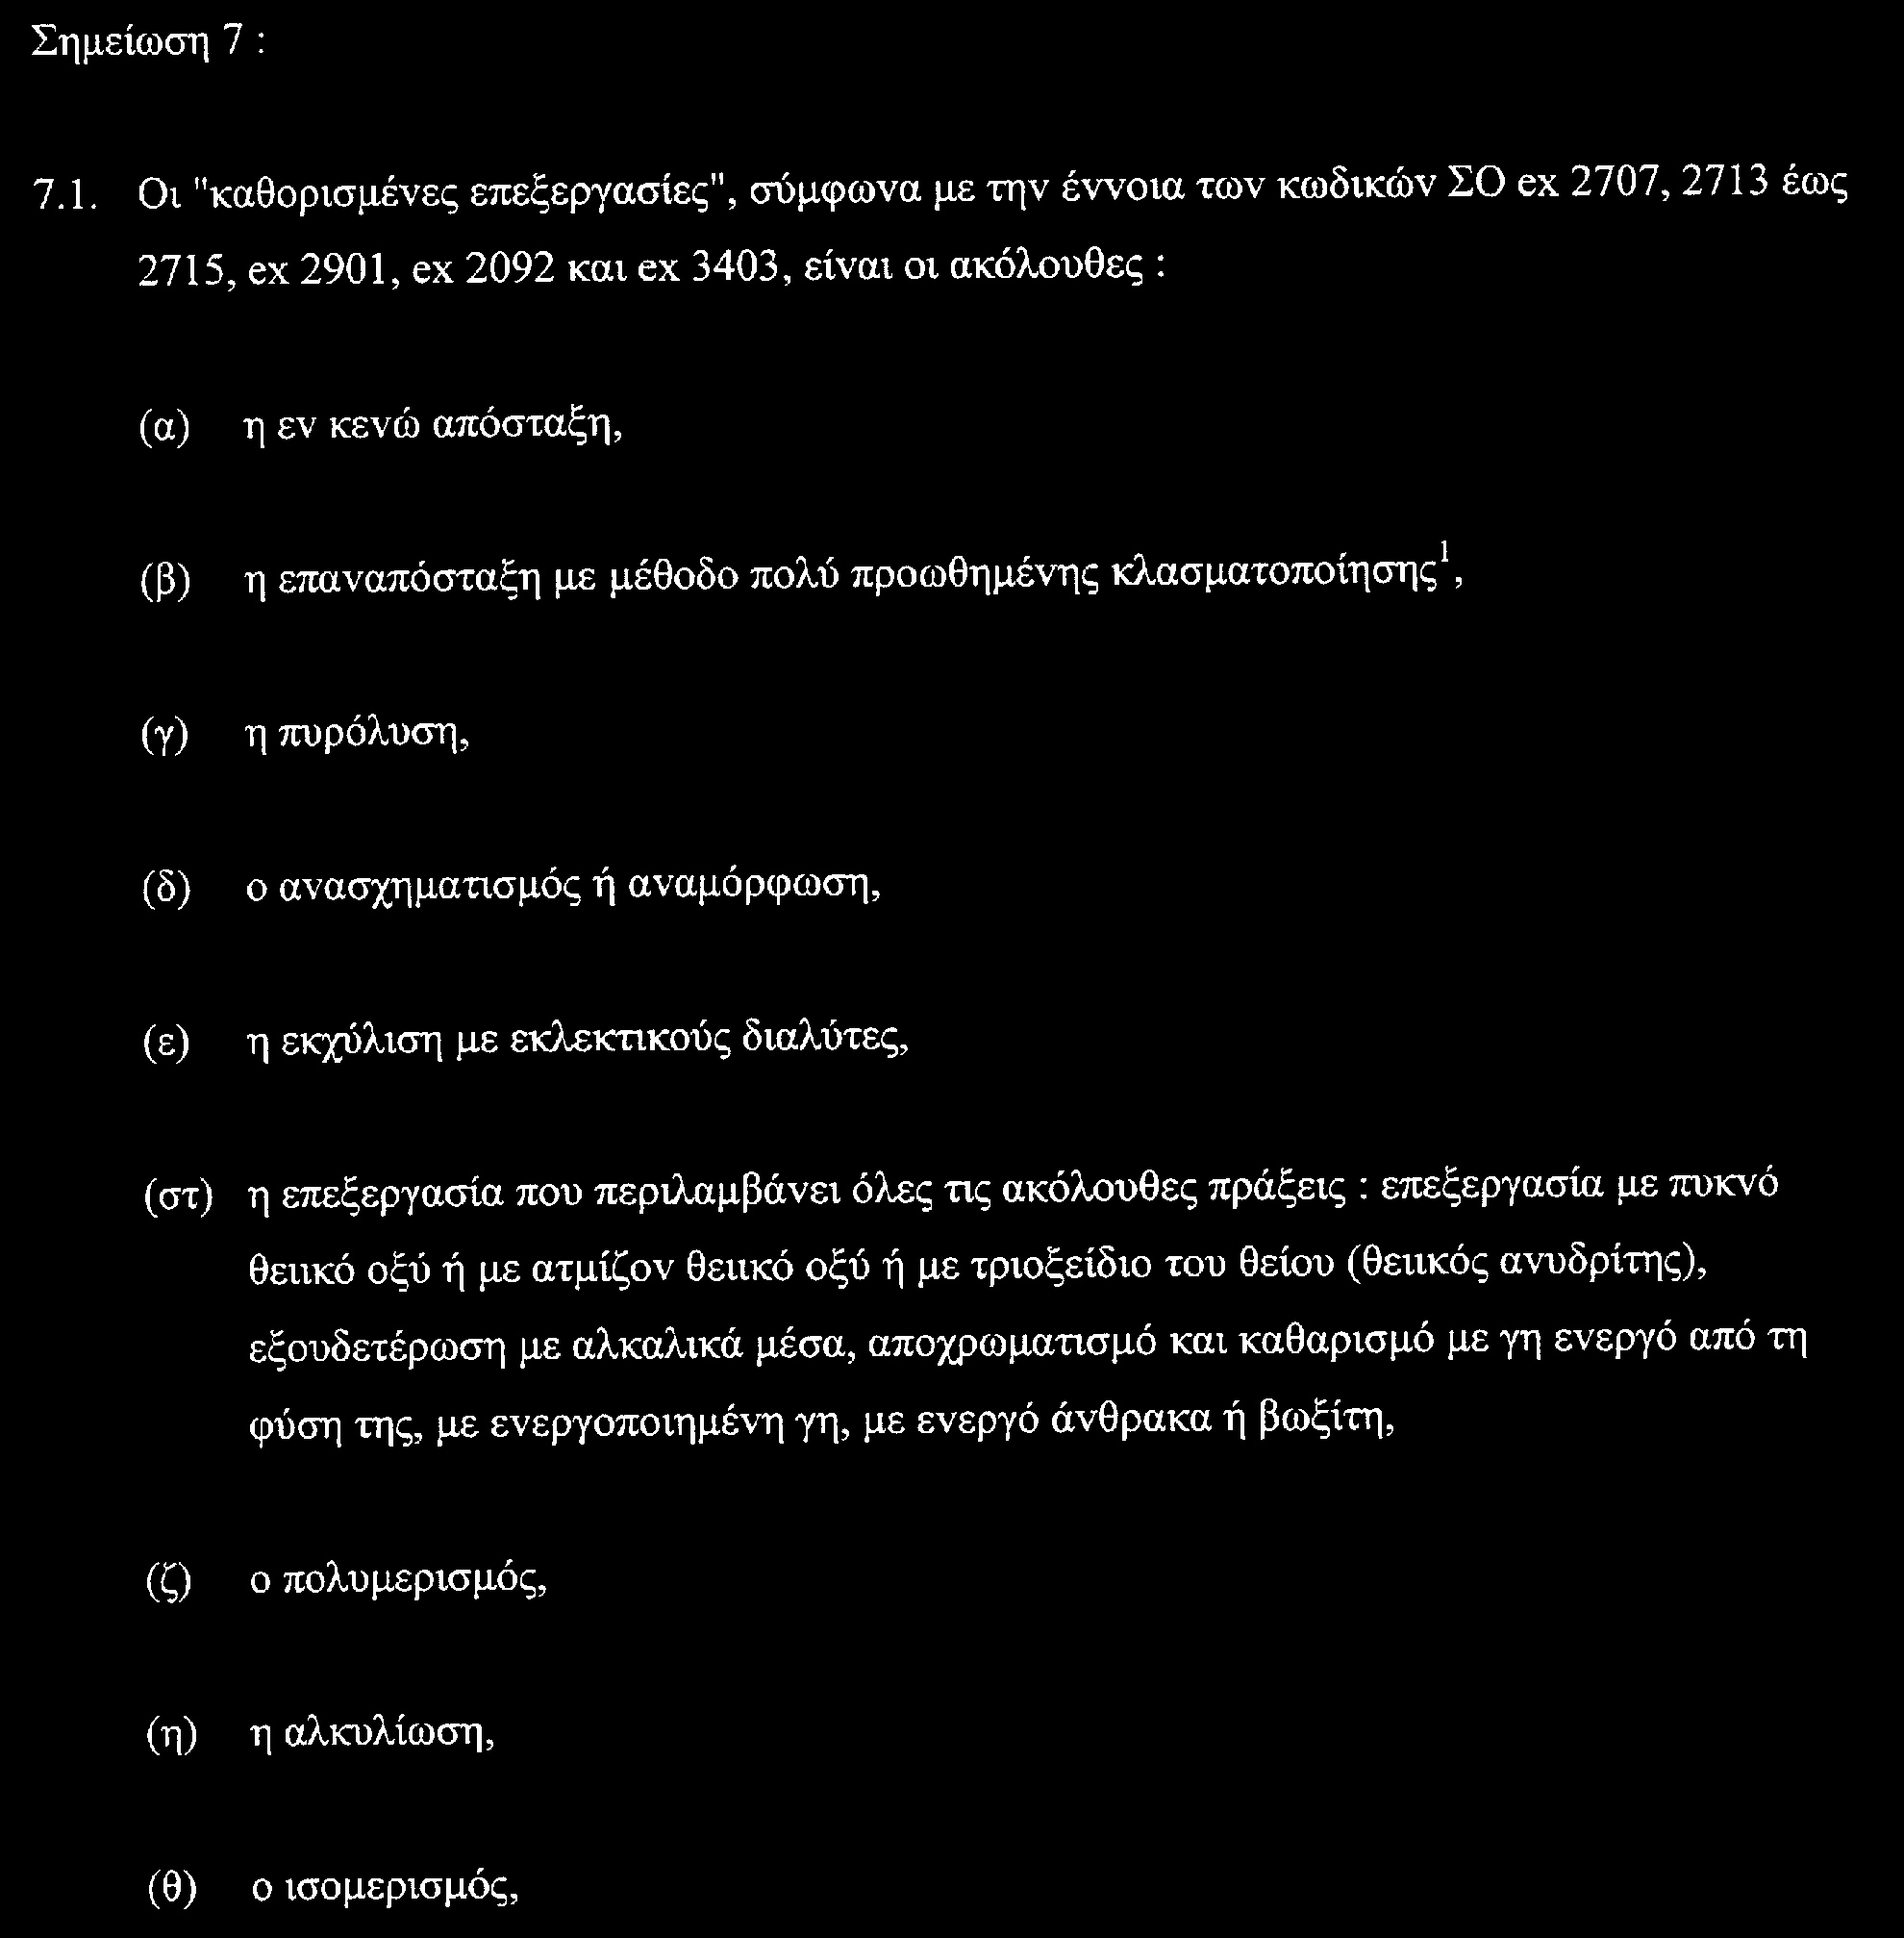 Σημείωση 7 :
7.1. Οι "καθορισμένες επεξεργασίες", σύμφωνα με την έννοια των κωδικών ΣΟ ex 2707, 2713 έως
2715, ex 2901, ex 2092 και ex 3403, είναι οι ακόλουθες :
(α) η εν κενώ απόσταξη,
(β) η επαναπόσταξη με μέθοδο πολύ προωθημένης κλασματοποίησης¹,
(γ) η πυρόλυση,
(δ) ο ανασχηματισμός ή αναμόρφωση,
(ε) η εκχύλιση με εκλεκτικούς διαλύτες,
(στ) η επεξεργασία που περιλαμβάνει όλες τις ακόλουθες πράξεις : επεξεργασία με πυκνό
θειικό οξύ ή με ατμίζον θειικό οξύ ή με τριοξείδιο του θείου (θειικός ανυδρίτης),
εξουδετέρωση με αλκαλικά μέσα, αποχρωματισμό και καθαρισμό με γη ενεργό από τη
φύση της, με ενεργοποιημένη γη, με ενεργό άνθρακα ή βωξίτη,
(ζ) ο πολυμερισμός,
(η) η αλκυλίωση,
(θ) ο ισομερισμός,